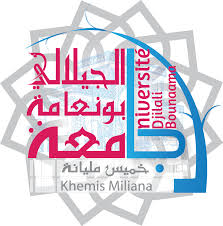 جامعة
الجيلالي
بونعامة
خميس مليانة
Université
Djilali
Bounaama
Khemis Miliana